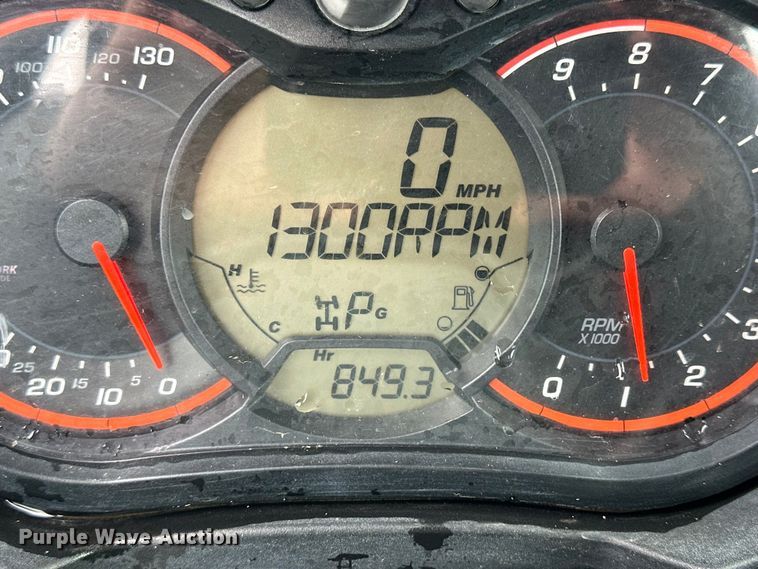 110 130
100 120
0
MPH
1300RPM
H
C
P G
Hr
849.3
25 20 15 10 5 0
9 8 7
RPM
X1000
0 1 2 3
Purple Wave Auction